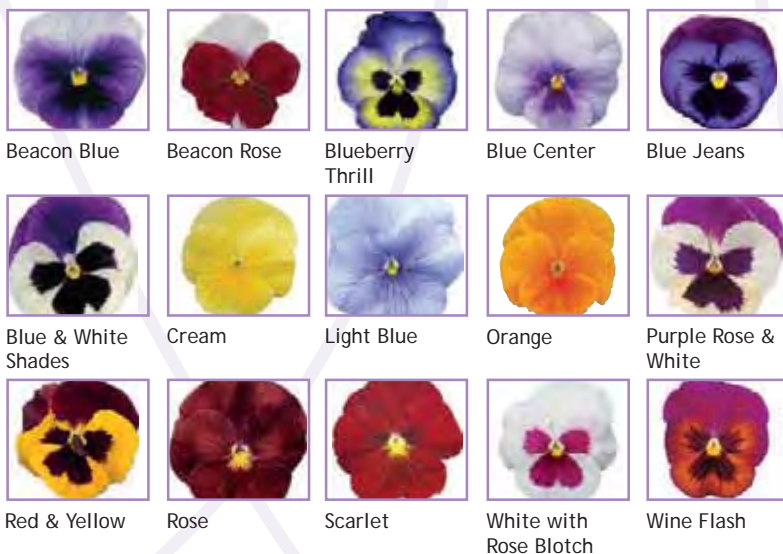 Beacon Blue
Beacon Rose
Blueberry
Thrill
Blue Center
Blue Jeans
Blue & White
Shades
Cream
Light Blue
Orange
Purple Rose &
White
Red & Yellow
Rose
Scarlet
White with
Rose Blotch
Wine Flash